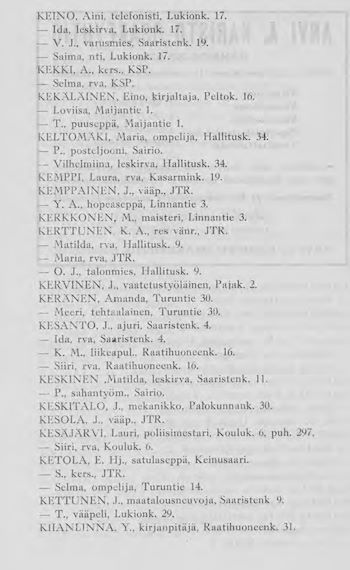 KEINO, Aini, telefonisti, Lukionk. 17.
— Ida, leskirva, Lukionk. 17.
— V. J., varusmies, Saaristenk. 19.
— Saima, nti, Lukionk. 17.
KEKKI, A., kers., KSP.
— Selma, rva, KSP.
KEKÄLÄINEN, Eino, kirjaltaja, Peltok. 16.
— Loviisa, Maijantie 1.
— T., puuseppä, Maijantie 1.
KELTOMÄKI, Maria, ompelija, Hallitusk. 34.
— P., posteljooni, Sairio.
— Vilhelmiina, leskirva, Hallitusk. 34.
KEMPPI, Laura, rva, Kasarmink. 19.
KEMPPAINEN, J., vääp., JTR.
— Y. A., hopeaseppä, Linnantie 3.
KERKKONEN, M., maisteri, Linnantie 3.
KERTTUNEN, K. A., res vänr., JTR.
— Matilda, rva, Hallitusk. 9.
— Maria, rva, JTR.
— O. J., talonmies, Hallitusk. 9.
KERVINEN, J., vaatetustyöläinen, Pajak. 2.
KERÄNEN, Amanda, Turuntie 30.
— Meeri, tehtaalainen, Turuntie 30.
KESANTO, J., ajuri, Saaristenk. 4.
— Ida, rva, Saaristenk. 4.
— K. M., liikeapul., Raatihuoneenk. 16.
— Siiri, rva, Raatihuoneenk. 16.
KESKINEN ,Matilda, leskirva, Saaristenk. 11.
— P., sahantyöm., Sairio.
KESKITALO, J., mekanikko, Palokunnank. 30.
KESOLA, J., vääp., JTR.
KESÄJÄRVI, Lauri, poliisimestari, Kouluk. 6, puh. 297.
— Siiri, rva, Kouluk. 6.
KETOLA, E. Hj., satulaseppä, Keinusaari.
— S., kers., JTR.
— Selma, ompelija, Turuntie 14.
KETTUNEN, J., maatalousneuvoja, Saaristenk 9.
— T., vääpeli, Lukionk. 29.
KIIANLINNA, Y., kirjanpitäjä, Raatihuoneenk. 31.